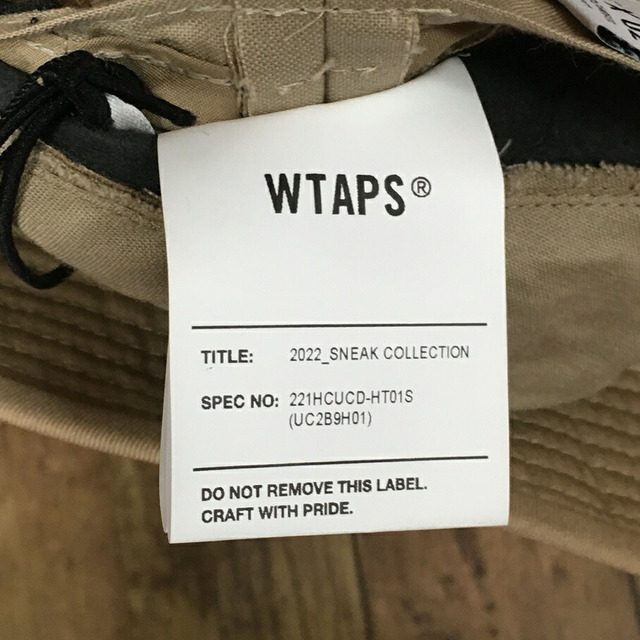 WTAPS®
TITLE: 2022_SNEAK COLLECTION
SPEC NO: 221HCUCD-HT01S
(UC2B9H01)
DO NOT REMOVE THIS LABEL.
CRAFT WITH PRIDE.